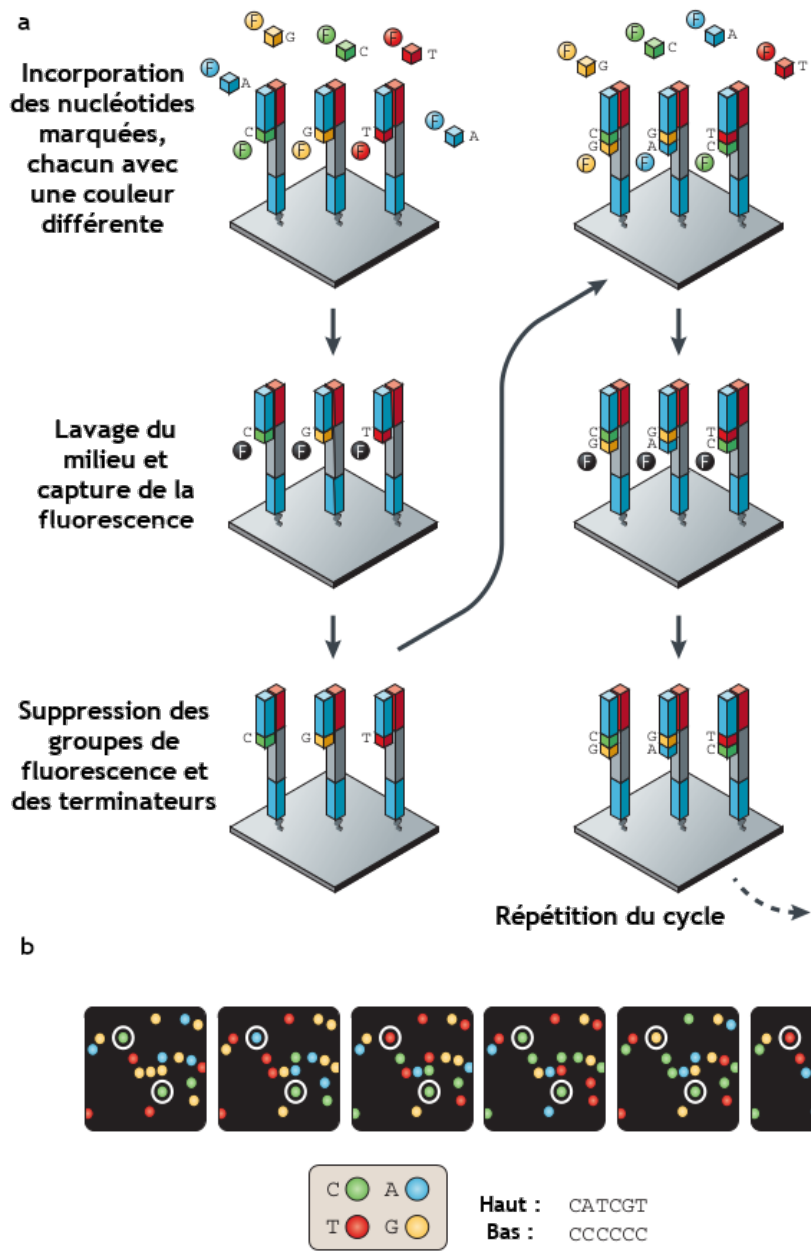 a
F G F C F T
F A
Incorporation
des nucléotides
marquées,
chacun avec
une couleur
différente
C G T
F F F
F A
F G F C F A F T
C G T
G A C
F F F
Lavage du
milieu et
capture de la
fluorescence
C G T
F F F
C G T
G A C
F F F
Suppression des
groupes de
fluorescence et
des terminateurs
C G T
C G T
G A C
Répétition du cycle
b
C A
T G
Haut : CATCGT
Bas : CCCCCC